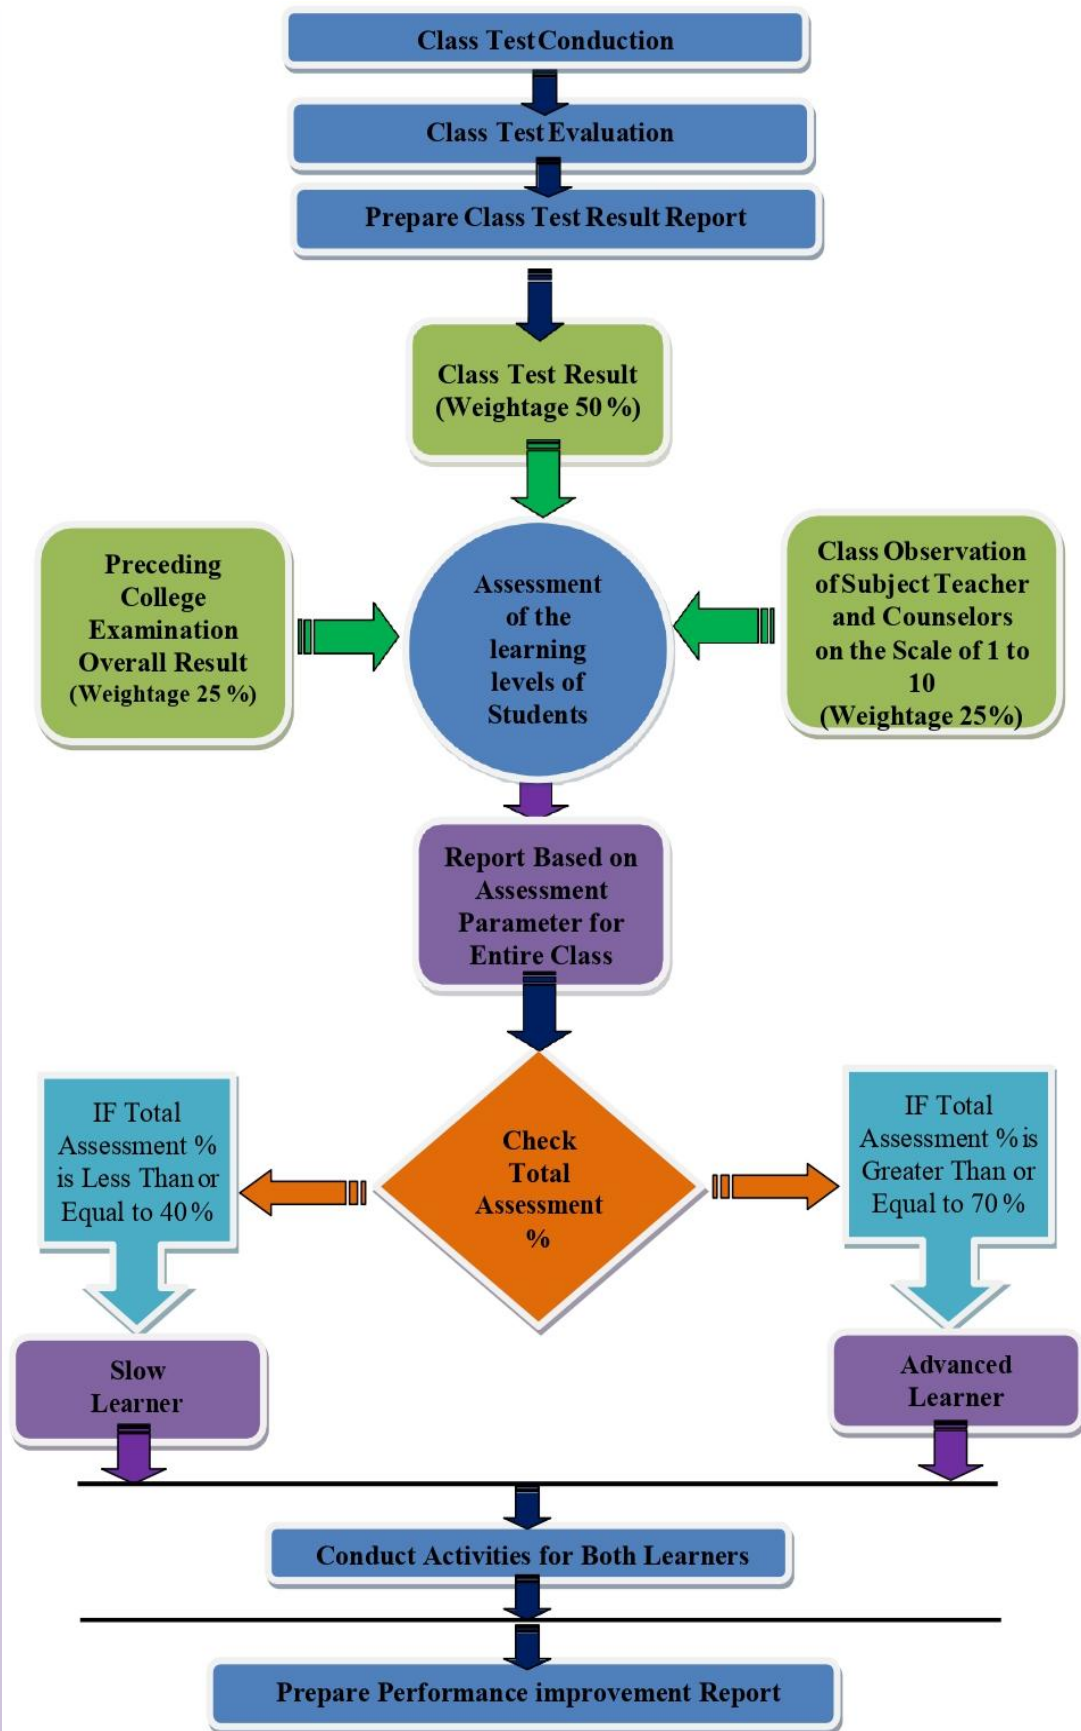 Class Test Conduction
Class Test Evaluation
Prepare Class Test Result Report
Class Test Result
(Weightage 50 %)
Preceding
College
Examination
Overall Result
(Weightage 25 %)
Assessment
of the
learning
levels of
Students
Class Observation
of Subject Teacher
and Counselors
on the Scale of 1 to
10
(Weightage 25%)
Report Based on
Assessment
Parameter for
Entire Class
IF Total
Assessment %
is Less Than or
Equal to 40 %
Check
Total
Assessment
%
IF Total
Assessment % is
Greater Than or
Equal to 70 %
Slow
Learner
Advanced
Learner
Conduct Activities for Both Learners
Prepare Performance improvement Report